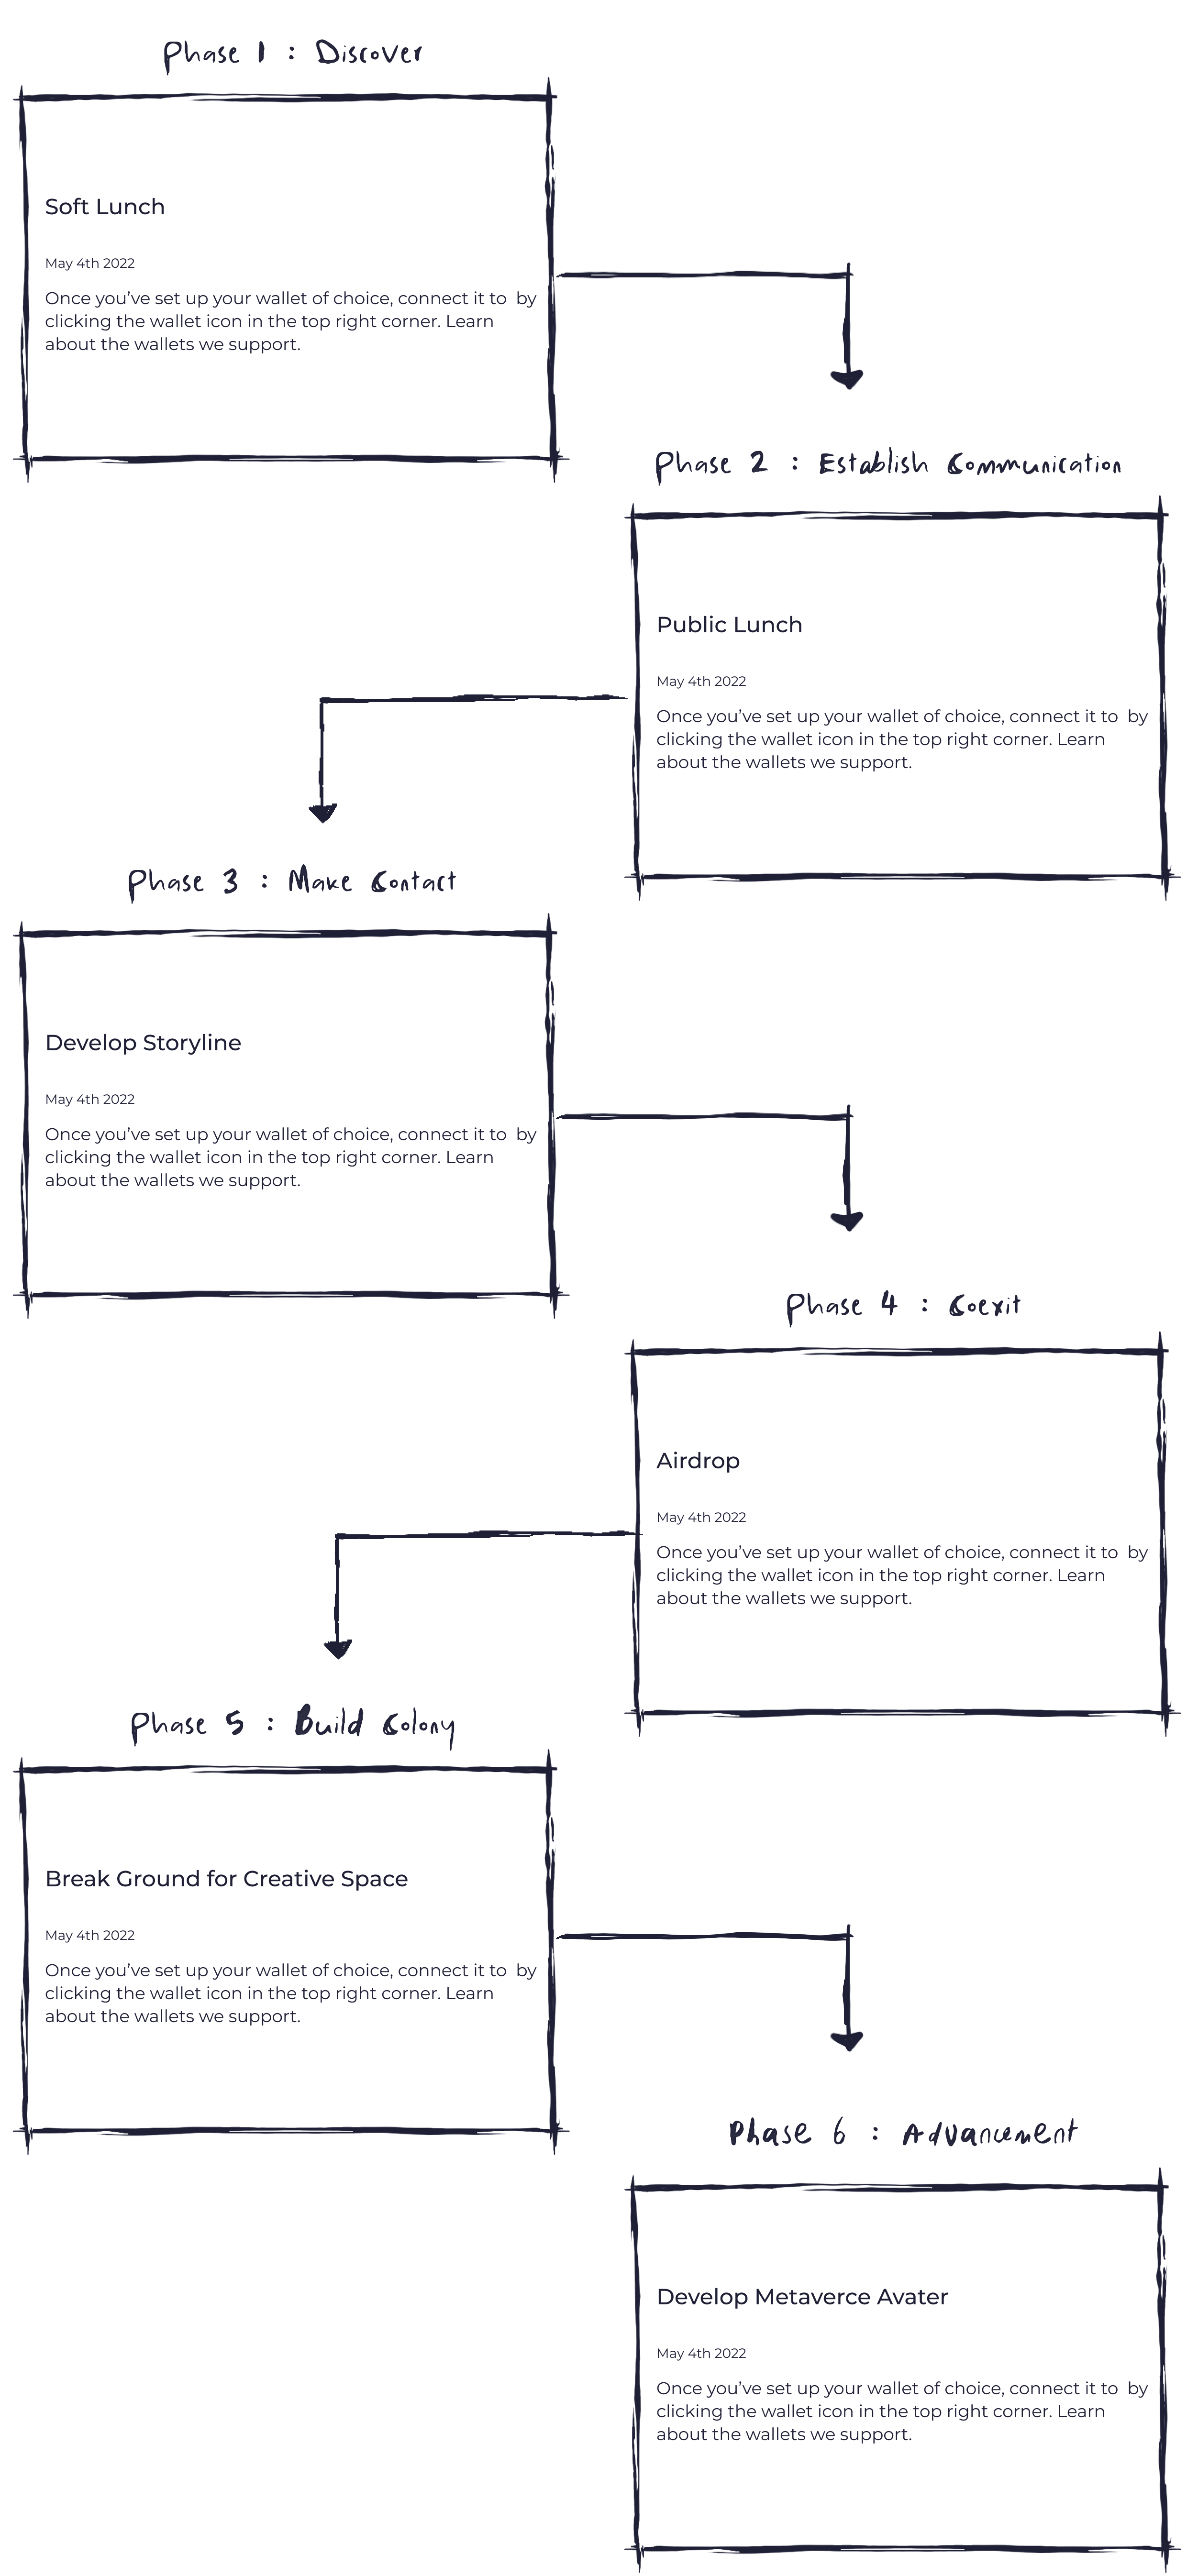 Phase 1 : Discover
Soft Lunch
May 4th 2022
Once you’ve set up your wallet of choice, connect it to  by
clicking the wallet icon in the top right corner. Learn
about the wallets we support.
Phase 2 : Establish Communication
Public Lunch
May 4th 2022
Once you’ve set up your wallet of choice, connect it to  by
clicking the wallet icon in the top right corner. Learn
about the wallets we support.
Phase 3 : Make Contact
Develop Storyline
May 4th 2022
Once you’ve set up your wallet of choice, connect it to  by
clicking the wallet icon in the top right corner. Learn
about the wallets we support.
Phase 4 : Coexit
Airdrop
May 4th 2022
Once you’ve set up your wallet of choice, connect it to  by
clicking the wallet icon in the top right corner. Learn
about the wallets we support.
Phase 5 : Build Colony
Break Ground for Creative Space
May 4th 2022
Once you’ve set up your wallet of choice, connect it to  by
clicking the wallet icon in the top right corner. Learn
about the wallets we support.
Phase 6 : Advancement
Develop Metaverce Avater
May 4th 2022
Once you’ve set up your wallet of choice, connect it to  by
clicking the wallet icon in the top right corner. Learn
about the wallets we support.